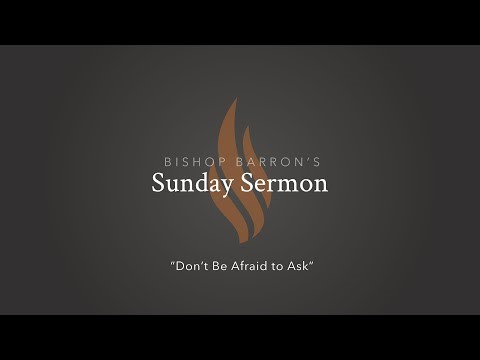 BISHOP BARRON'S
Sunday Sermon
“Don't Be Afraid to Ask”